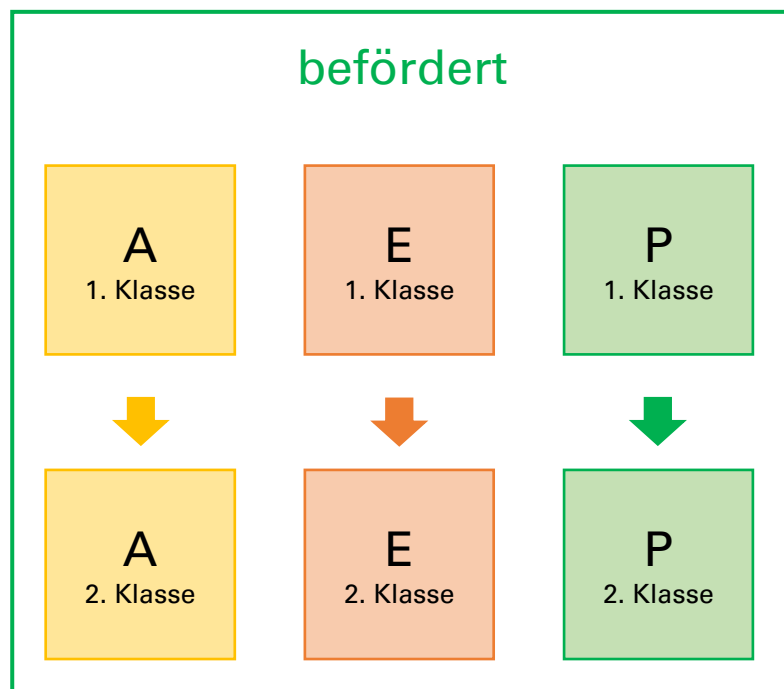 befördert
A
1. Klasse
E
1. Klasse
P
1. Klasse
A
2. Klasse
E
2. Klasse
P
2. Klasse